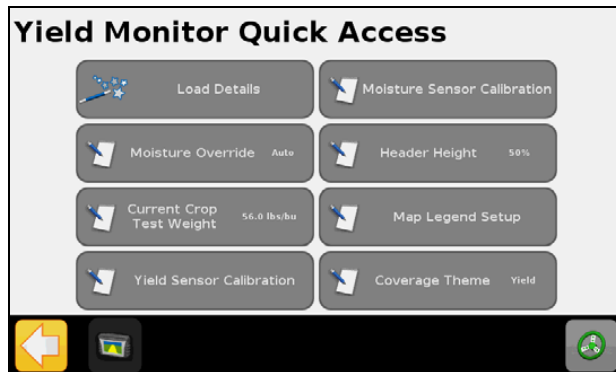 Yield Monitor Quick Access
Load Details
Moisture Sensor Calibration
Moisture Override Auto
Header Height 50%
Current Crop
Test Weight 56.0 lbs/bu
Map Legend Setup
Yield Sensor Calibration
Coverage Theme Yield